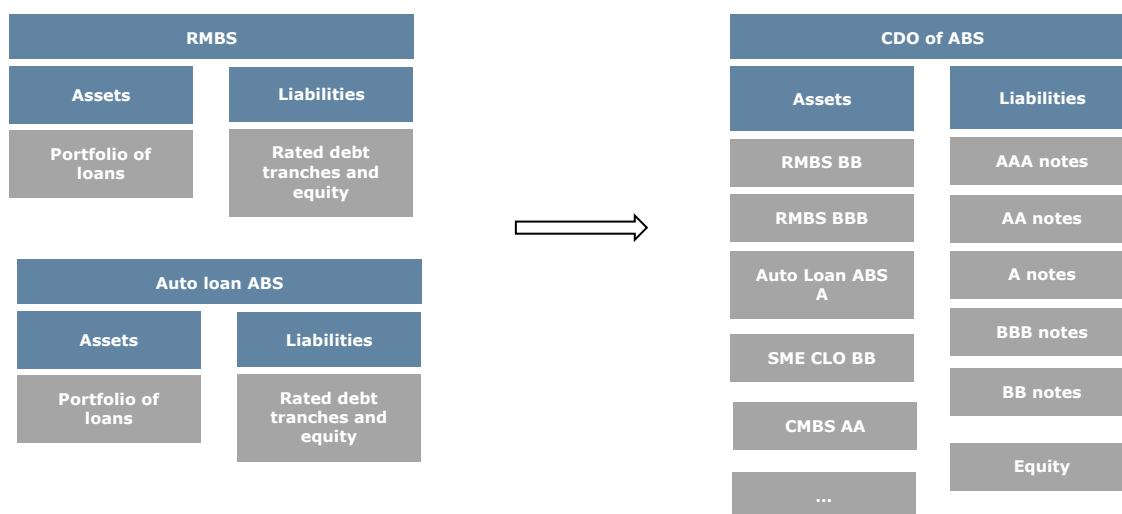 RMBS
Assets
Liabilities
Portfolio of
loans
Rated debt
tranches and
equity
Auto loan ABS
Assets
Liabilities
Portfolio of
loans
Rated debt
tranches and
equity
CDO of ABS
Assets
Liabilities
RMBS BB
RMBS BBB
Auto Loan ABS
A
SME CLO BB
CMBS AA
...
AAA notes
AA notes
A notes
BBB notes
BB notes
Equity